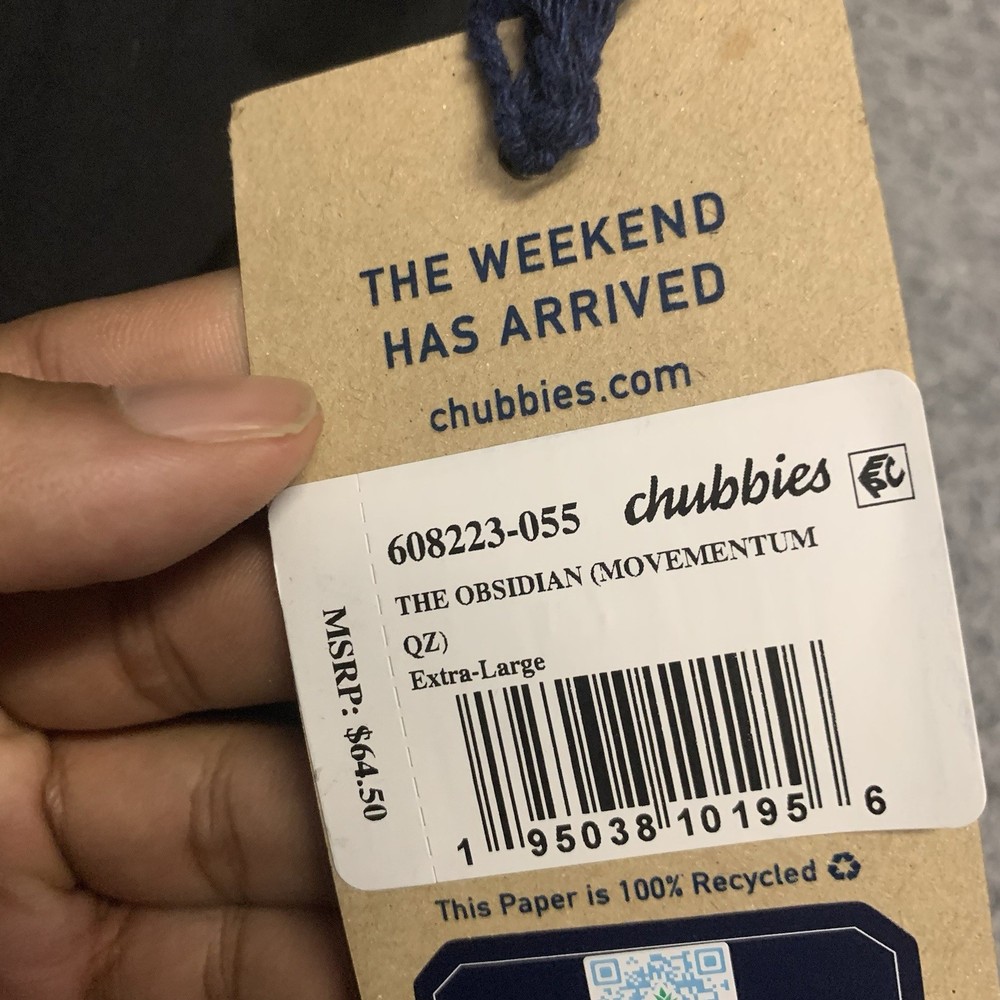 THE WEEKEND
HAS ARRIVED
chubbies.com
608223-055 chubbies
THE OBSIDIAN (MOVEMENTUM
QZ)
Extra-Large
MSRP: $64.50
1 95038 10195 6
This Paper is 100% Recycled